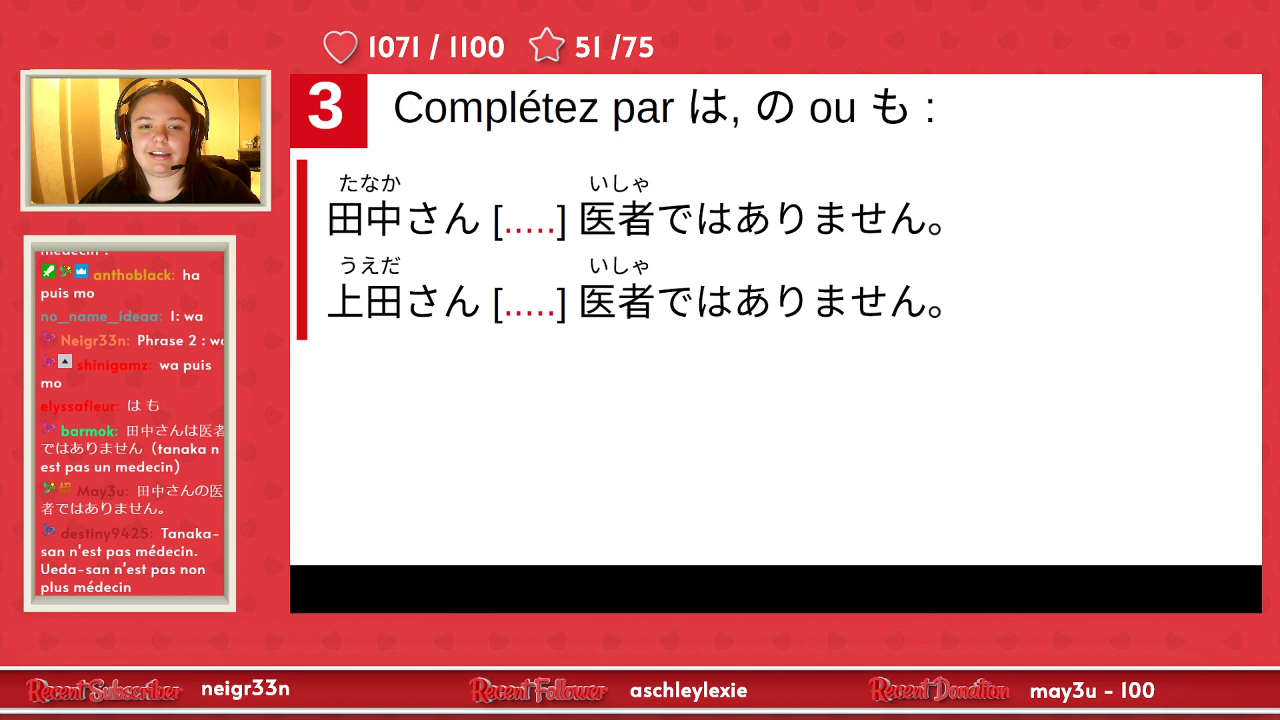 1071 / 1100 51 /75
3 Complétez par は, の ou も :
たなか いしゃ
田中さん [.....] 医者ではありません。
うえだ いしゃ
上田さん [.....] 医者ではありません。
anthoblack: ha
puis mo
no_name_ideaa: 1: wa
Neigr33n: Phrase 2 : wa
shinigamz: wa puis
mo
elyssafleur: は も
barmok: 田中さんは医者
ではありません（tanaka n
est pas un medecin)
May3u: 田中さんの医
者ではありません。
destiny9425: Tanaka-
san n'est pas médecin.
Ueda-san n'est pas non
plus médecin
Recent Subscriber neigr33n Recent Follower aschleylexie Recent Donation may3u - 100